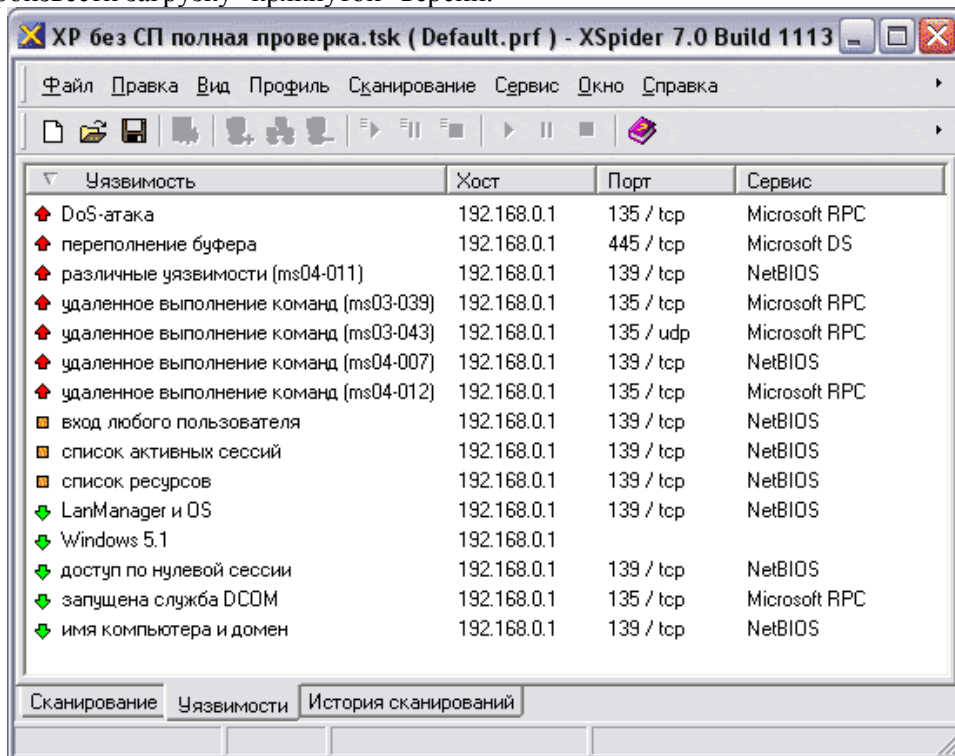 XP без СП полная проверка.tsk ( Default.prf ) - XSpider 7.0 Build 1113
Файл Правка Вид Профиль Сканирование Сервис Окно Справка
Уязвимость Хост Порт Сервис
DoS-атака 192.168.0.1 135 / tcp Microsoft RPC
переполнение буфера 192.168.0.1 445 / tcp Microsoft DS
различные уязвимости (ms04-011) 192.168.0.1 139 / tcp NetBIOS
удаленное выполнение команд (ms03-039) 192.168.0.1 135 / tcp Microsoft RPC
удаленное выполнение команд (ms03-043) 192.168.0.1 135 / udp Microsoft RPC
удаленное выполнение команд (ms04-007) 192.168.0.1 139 / tcp NetBIOS
удаленное выполнение команд (ms04-012) 192.168.0.1 135 / tcp Microsoft RPC
вход любого пользователя 192.168.0.1 139 / tcp NetBIOS
список активных сессий 192.168.0.1 139 / tcp NetBIOS
список ресурсов 192.168.0.1 139 / tcp NetBIOS
LanManager и OS 192.168.0.1 139 / tcp NetBIOS
Windows 5.1 192.168.0.1
доступ по нулевой сессии 192.168.0.1 139 / tcp NetBIOS
запущена служба DCOM 192.168.0.1 135 / tcp Microsoft RPC
имя компьютера и домен 192.168.0.1 139 / tcp NetBIOS
Сканирование Уязвимости История сканирований